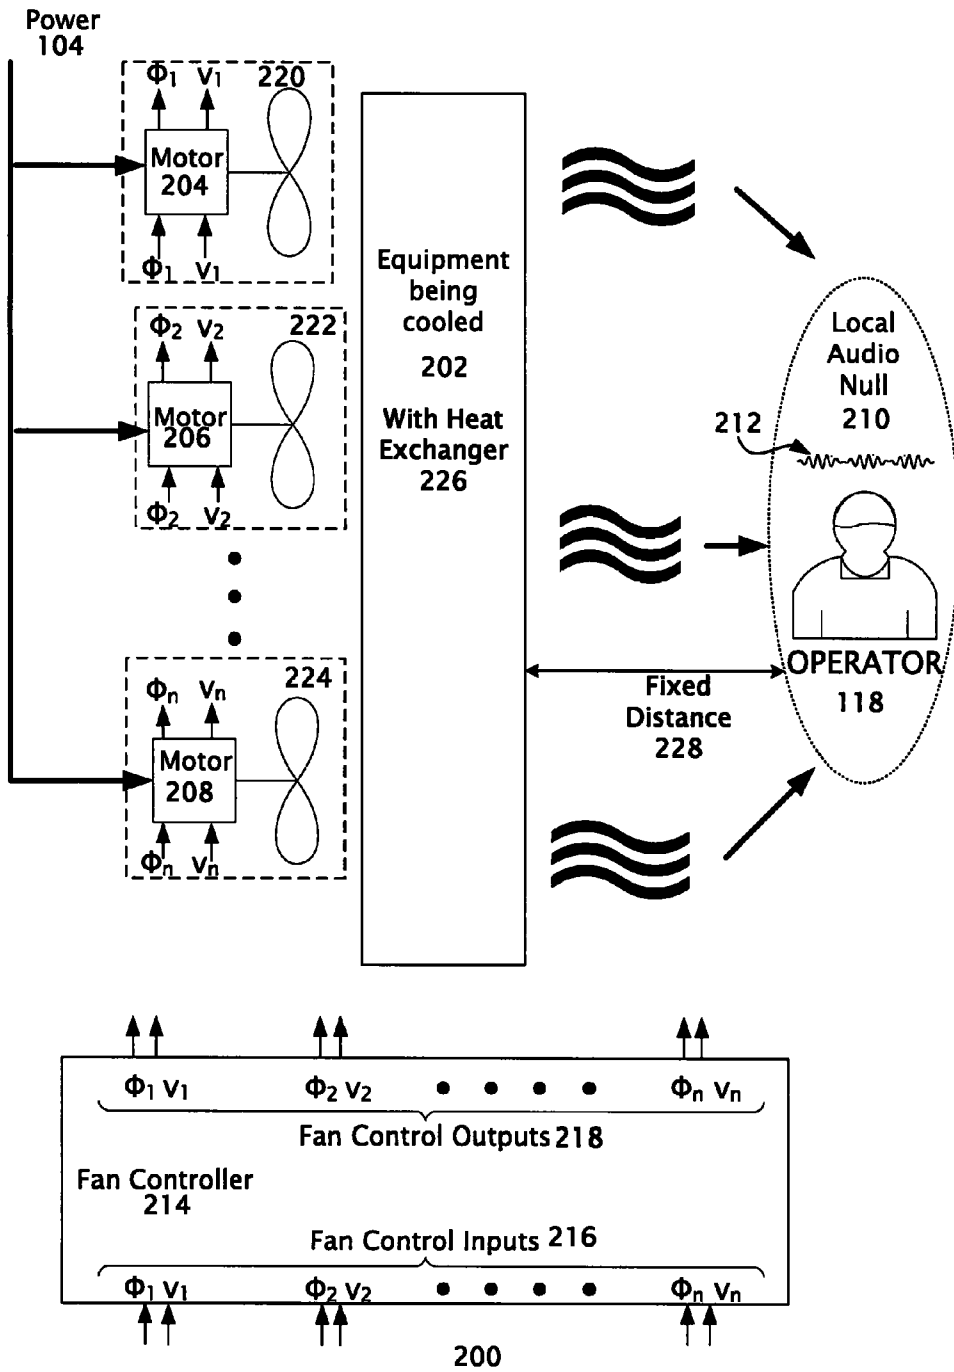 Power
104
Φ1 V1
220
Motor
204
Φ1 V1
Φ2 V2
222
Motor
206
Φ2 V2
Φn Vn
224
Motor
208
Φn Vn
Equipment
being
cooled
202
With Heat
Exchanger
226
Local
Audio
Null
210
212
OPERATOR
118
Fixed
Distance
228
Φ1 V1 Φ2 V2 Φn Vn
Fan Control Outputs 218
Fan Controller
214
Fan Control Inputs 216
Φ1 V1 Φ2 V2 Φn Vn
200